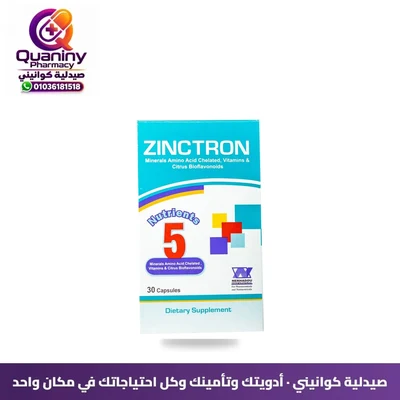 Quaniny
Pharmacy
صيدلية كوانيني
01036181518
ZINCTRON
Minerals Amino Acid Chelated, Vitamins &
Citrus Bioflavonoids
Nutrients
5
Minerals Amino Acid Chelated,
Vitamins & Citrus Bioflavonoids
30 Capsules
Dietary Supplement
صيدلية كوانيني - أدويتك وتأمينك وكل احتياجاتك في مكان واحد